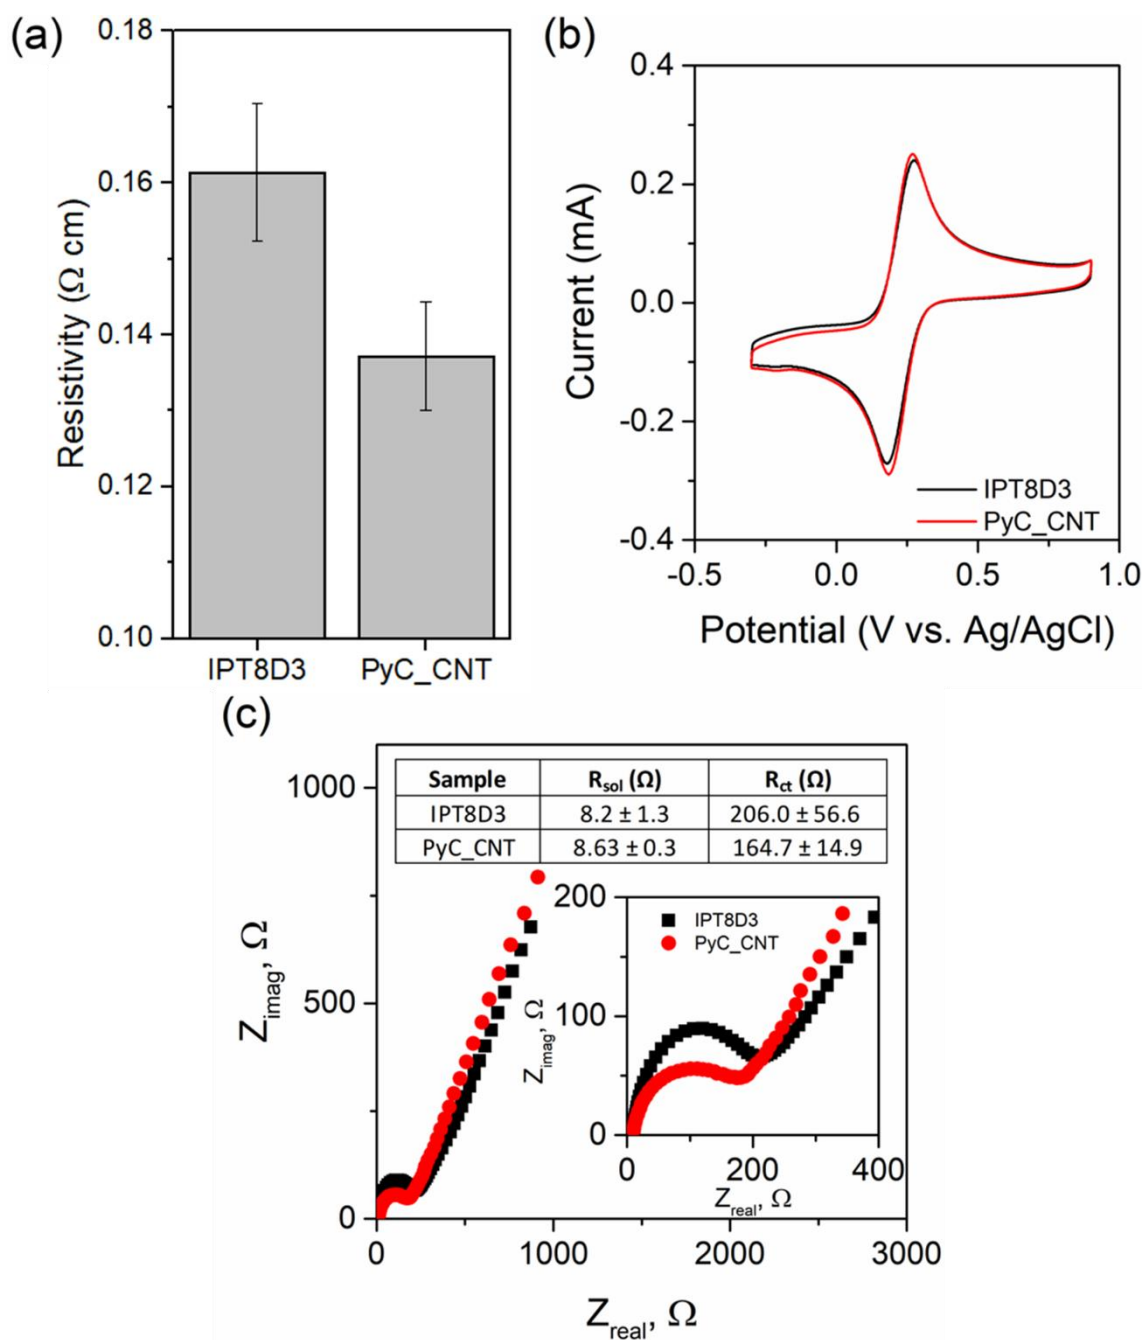 (a)
0.18
0.16
0.14
0.12
0.10
Resistivity (Ω cm)
IPT8D3 PyC_CNT
(b)
0.4
0.2
0.0
-0.2
-0.4
Current (mA)
IPT8D3
PyC_CNT
-0.5 0.0 0.5 1.0
Potential (V vs. Ag/AgCl)
(c)
1000
500
0
Zimag, Ω
Sample Rsol (Ω) Rct (Ω)
IPT8D3 8.2 ± 1.3 206.0 ± 56.6
PyC_CNT 8.63 ± 0.3 164.7 ± 14.9
200
100
0
Zimag, Ω
IPT8D3
PyC_CNT
0 200 400
Zreal, Ω
0 1000 2000 3000
Zreal, Ω